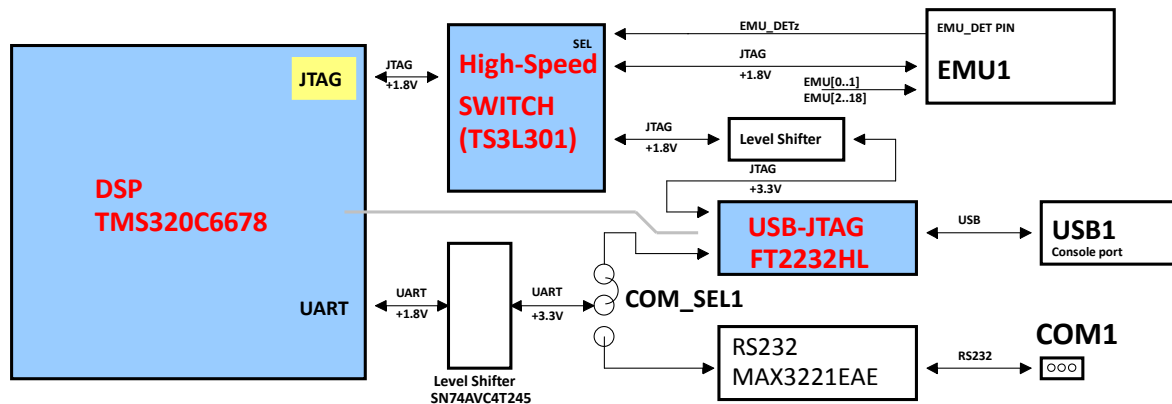 EMU_DETz
SEL
EMU_DET PIN
JTAG
JTAG
+1.8V
High-Speed
SWITCH
(TS3L301)
JTAG
+1.8V
EMU1
EMU[0..1]
EMU[2..18]
JTAG
+1.8V
Level Shifter
JTAG
+3.3V
DSP
TMS320C6678
USB-JTAG
FT2232HL
USB
USB1
Console port
UART
UART
+1.8V
UART
+3.3V
COM_SEL1
Level Shifter
SN74AVC4T245
RS232
MAX3221EAE
RS232
COM1